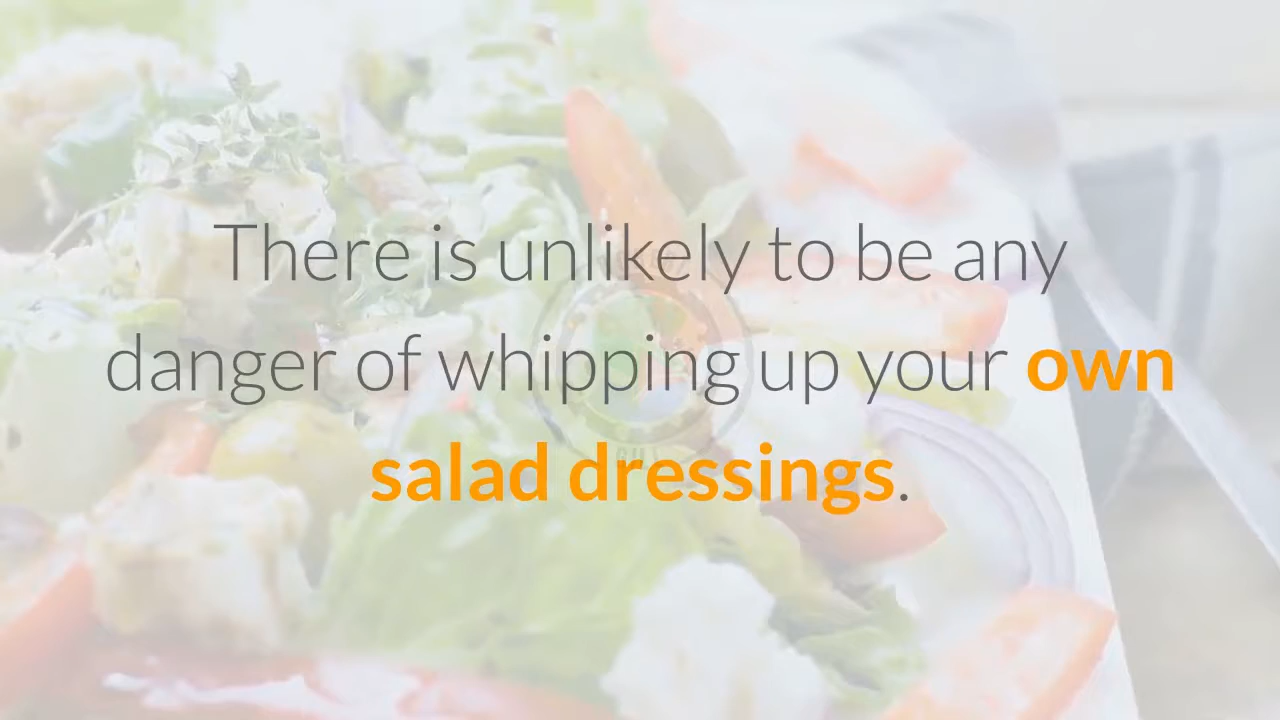 There is unlikely to be any
danger of whipping up your own
salad dressings.